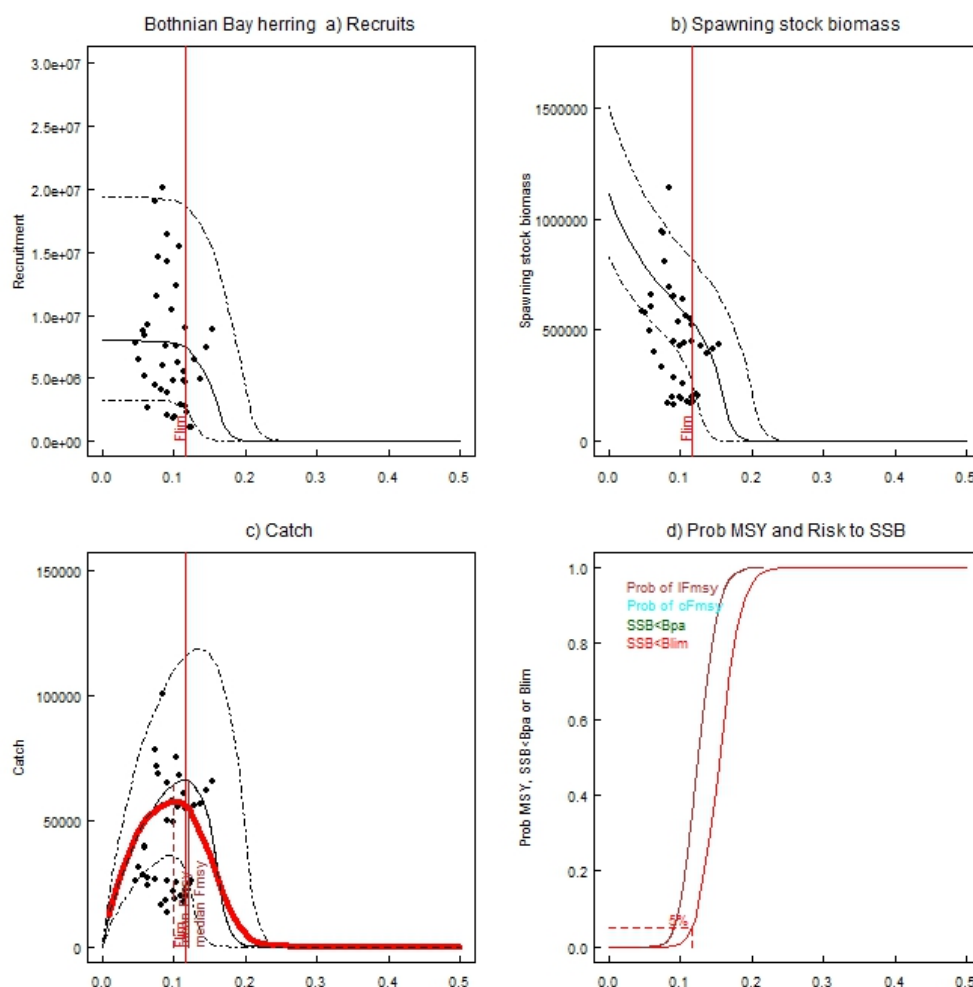 Bothnian Bay herring a) Recruits
3.0e+07
2.5e+07
2.0e+07
1.5e+07
1.0e+07
5.0e+06
0.0e+00
Recruitment
Flim
0.0 0.1 0.2 0.3 0.4 0.5
b) Spawning stock biomass
1500000
1000000
500000
0
Spawning stock biomass
Flim
0.0 0.1 0.2 0.3 0.4 0.5
c) Catch
150000
100000
50000
0
Catch
Flim
median Fmsy
0.0 0.1 0.2 0.3 0.4 0.5
d) Prob MSY and Risk to SSB
1.0
0.8
0.6
0.4
0.2
0.0
Prob MSY, SSB<Bpa or Blim
Prob of lFmsy
Prob of cFmsy
SSB<Bpa
SSB<Blim
5%
0.0 0.1 0.2 0.3 0.4 0.5